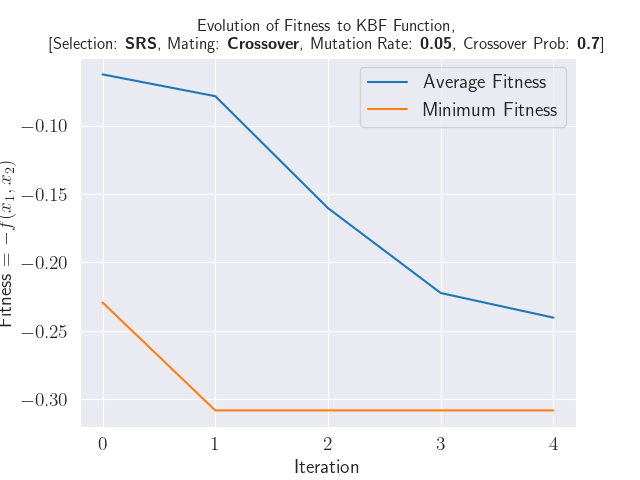 Evolution of Fitness to KBF Function,
[Selection: SRS, Mating: Crossover, Mutation Rate: 0.05, Crossover Prob: 0.7]
Average Fitness
Minimum Fitness
Fitness = −f(x₁, x₂)
−0.10
−0.15
−0.20
−0.25
−0.30
0 1 2 3 4
Iteration